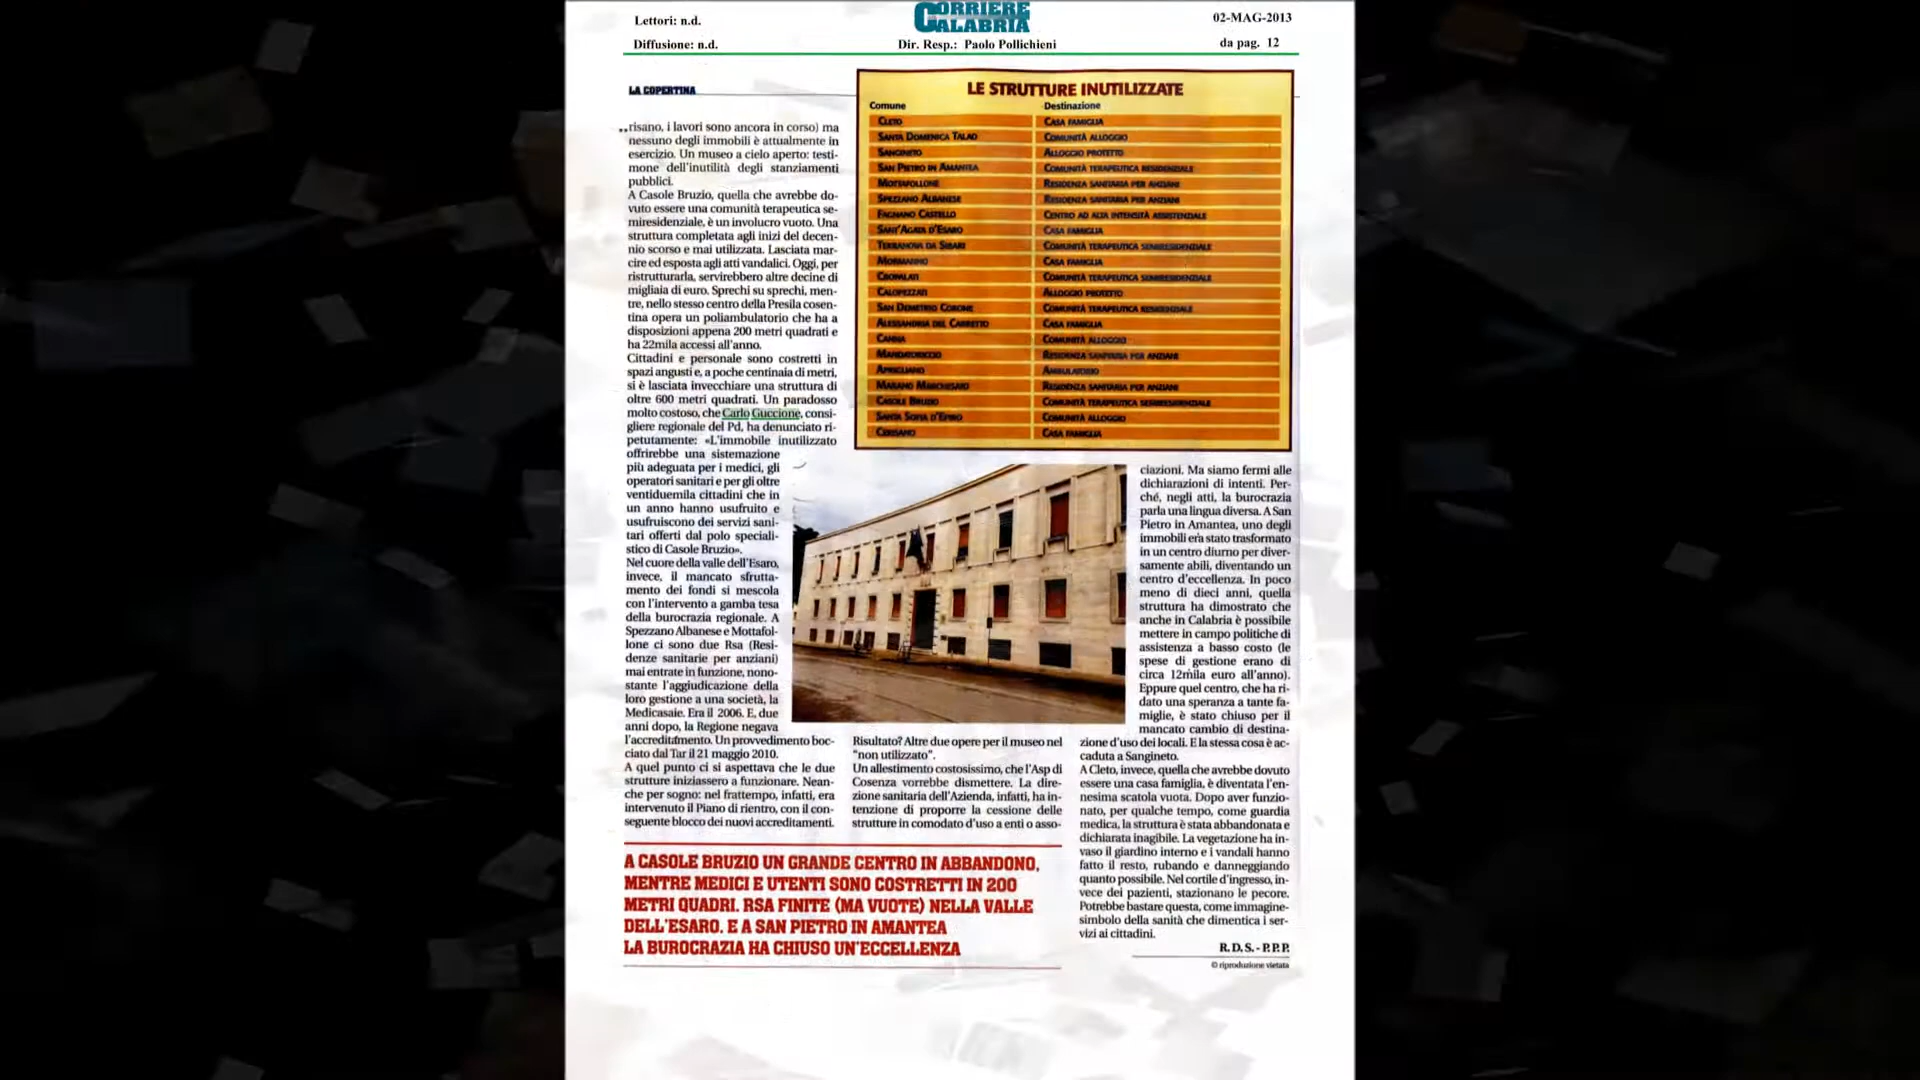 Lettori: n.d.
Diffusione: n.d.
CORRIERE CALABRIA
Dir. Resp.: Paolo Pollichieni
02-MAG-2013
da pag. 12
LA COPERTINA
LE STRUTTURE INUTILIZZATE
Comune Destinazione
CLETO CASA FAMIGLIA
SANTA DOMENICA TALAO COMUNITÀ ALLOGGIO
SANGINETO ALLOGGIO PROTETTO
SAN PIETRO IN AMANTEA COMUNITÀ TERAPEUTICA RESIDENZIALE
MOTTAFOLLONE RESIDENZA SANITARIA PER ANZIANI
SPEZZANO ALBANESE RESIDENZA SANITARIA PER ANZIANI
FAGNANO CASTELLO CENTRO AD ALTA INTENSITÀ ASSISTENZIALE
SANT'AGATA D'ESARO CASA FAMIGLIA
TERRANOVA DA SIBARI COMUNITÀ TERAPEUTICA SEMIRESIDENZIALE
MORMANNO CASA FAMIGLIA
CROPALATI COMUNITÀ TERAPEUTICA SEMIRESIDENZIALE
CALOPEZZATI ALLOGGIO PROTETTO
SAN DEMETRIO CORONE COMUNITÀ TERAPEUTICA RESIDENZIALE
ALESSANDRIA DEL CARRETTO CASA FAMIGLIA
CANNA COMUNITÀ ALLOGGIO
MANDATORICCIO RESIDENZA SANITARIA PER ANZIANI
APRIGLIANO AMBULATORIO
MARANO MARCHESATO RESIDENZA SANITARIA PER ANZIANI
CASOLE BRUZIO COMUNITÀ TERAPEUTICA SEMIRESIDENZIALE
SANTA SOFIA D'EPIRO COMUNITÀ ALLOGGIO
CERISANO CASA FAMIGLIA
..risano, i lavori sono ancora in corso) ma
nessuno degli immobili è attualmente in
esercizio. Un museo a cielo aperto: testi-
mone dell'inutilità degli stanziamenti
pubblici.
A Casole Bruzio, quella che avrebbe do-
vuto essere una comunità terapeutica se-
miresidenziale, è un involucro vuoto. Una
struttura completata agli inizi del decen-
nio scorso e mai utilizzata. Lasciata mar-
cire ed esposta agli atti vandalici. Oggi, per
ristrutturarla, servirebbero altre decine di
migliaia di euro. Sprechi su sprechi, men-
tre, nello stesso centro della Presila cosen-
tina opera un poliambulatorio che ha a
disposizioni appena 200 metri quadrati e
ha 22mila accessi all'anno.
Cittadini e personale sono costretti in
spazi angusti e, a poche centinaia di metri,
si è lasciata invecchiare una struttura di
oltre 600 metri quadrati. Un paradosso
molto costoso, che Carlo Guccione, consi-
gliere regionale del Pd, ha denunciato ri-
petutamente: «L'immobile inutilizzato
offrirebbe una sistemazione
più adeguata per i medici, gli
operatori sanitari e per gli oltre
ventiduemila cittadini che in
un anno hanno usufruito e
usufruiscono dei servizi sani-
tari offerti dal polo speciali-
stico di Casole Bruzio».
Nel cuore della valle dell'Esaro,
invece, il mancato sfrutta-
mento dei fondi si mescola
con l'intervento a gamba tesa
della burocrazia regionale. A
Spezzano Albanese e Mottafol-
lone ci sono due Rsa (Resi-
denze sanitarie per anziani)
mai entrate in funzione, nono-
stante l'aggiudicazione della
loro gestione a una società, la
Medicasaie. Era il 2006. E, due
anni dopo, la Regione negava
l'accreditamento. Un provvedimento boc-
ciato dal Tar il 21 maggio 2010.
A quel punto ci si aspettava che le due
strutture iniziassero a funzionare. Nean-
che per sogno: nel frattempo, infatti, era
intervenuto il Piano di rientro, con il con-
seguente blocco dei nuovi accreditamenti.
Risultato? Altre due opere per il museo nel
"non utilizzato".
Un allestimento costosissimo, che l'Asp di
Cosenza vorrebbe dismettere. La dire-
zione sanitaria dell'Azienda, infatti, ha in-
tenzione di proporre la cessione delle
strutture in comodato d'uso a enti o asso-
ciazioni. Ma siamo fermi alle
dichiarazioni di intenti. Per-
ché, negli atti, la burocrazia
parla una lingua diversa. A San
Pietro in Amantea, uno degli
immobili era stato trasformato
in un centro diurno per diver-
samente abili, diventando un
centro d'eccellenza. In poco
meno di dieci anni, quella
struttura ha dimostrato che
anche in Calabria è possibile
mettere in campo politiche di
assistenza a basso costo (le
spese di gestione erano di
circa 12mila euro all'anno).
Eppure quel centro, che ha ri-
dato una speranza a tante fa-
miglie, è stato chiuso per il
mancato cambio di destina-
zione d'uso dei locali. E la stessa cosa è ac-
caduta a Sangineto.
A Cleto, invece, quella che avrebbe dovuto
essere una casa famiglia, è diventata l'en-
nesima scatola vuota. Dopo aver funzio-
nato, per qualche tempo, come guardia
medica, la struttura è stata abbandonata e
dichiarata inagibile. La vegetazione ha in-
vaso il giardino interno e i vandali hanno
fatto il resto, rubando e danneggiando
quanto possibile. Nel cortile d'ingresso, in-
vece dei pazienti, stazionano le pecore.
Potrebbe bastare questa, come immagine-
simbolo della sanità che dimentica i ser-
vizi ai cittadini.
R.D.S. - P.P.P.
© riproduzione vietata
A CASOLE BRUZIO UN GRANDE CENTRO IN ABBANDONO,
MENTRE MEDICI E UTENTI SONO COSTRETTI IN 200
METRI QUADRI. RSA FINITE (MA VUOTE) NELLA VALLE
DELL'ESARO. E A SAN PIETRO IN AMANTEA
LA BUROCRAZIA HA CHIUSO UN'ECCELLENZA